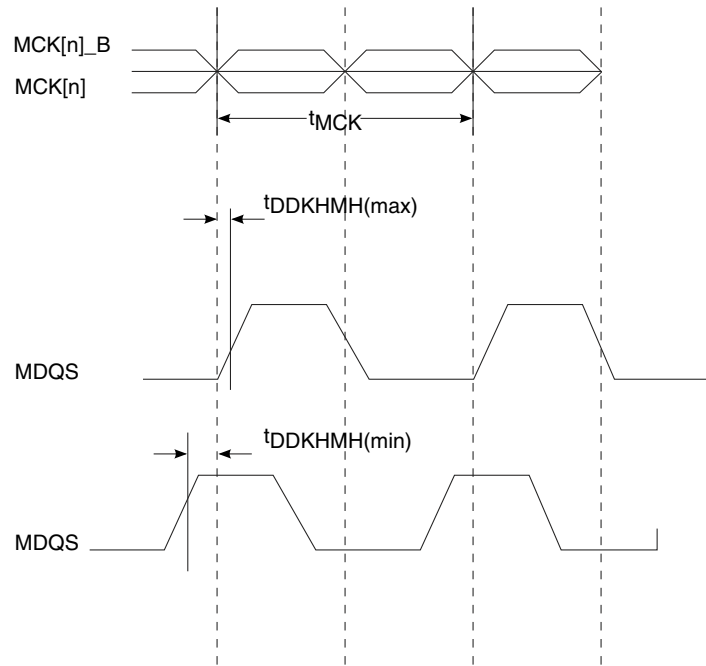 MCK[n]_B
MCK[n]
tMCK
tDDKHMH(max)
MDQS
tDDKHMH(min)
MDQS